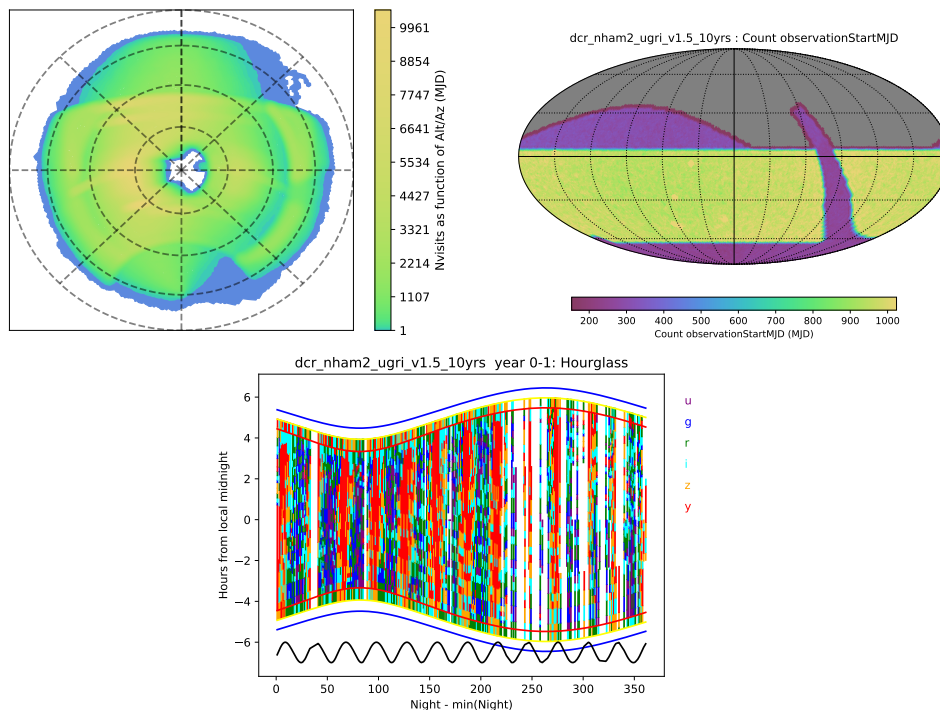 9961
8854
7747
6641
5534
4427
3321
2214
1107
1
Nvisits as function of Alt/Az (MJD)
dcr_nham2_ugri_v1.5_10yrs : Count observationStartMJD
200 300 400 500 600 700 800 900 1000
Count observationStartMJD (MJD)
dcr_nham2_ugri_v1.5_10yrs year 0-1: Hourglass
6
4
2
0
−2
−4
−6
Hours from local midnight
0 50 100 150 200 250 300 350
Night - min(Night)
u
g
r
i
z
y